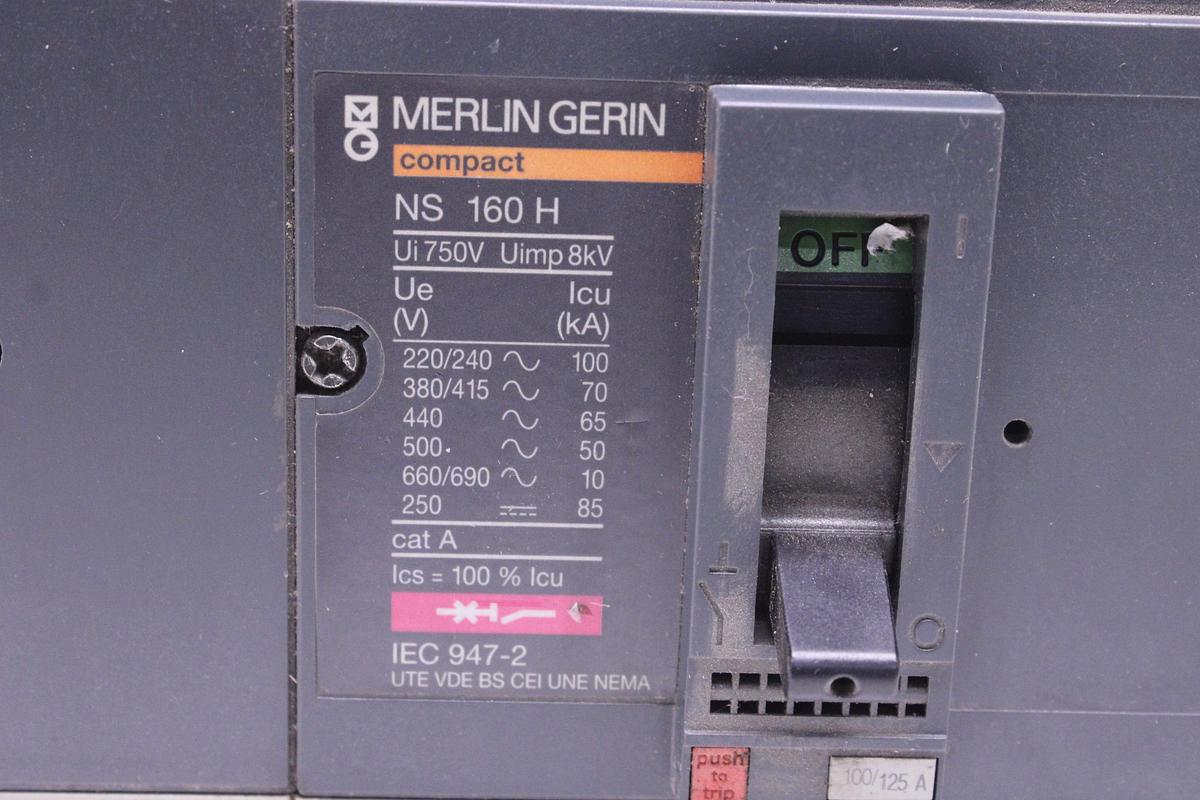 MERLIN GERIN
compact
NS 160 H
Ui 750V Uimp 8kV
Ue Icu
(V) (kA)
220/240 100
380/415 70
440 65
500 50
660/690 10
250 85
cat A
Ics = 100 % Icu
IEC 947-2
UTE VDE BS CEI UNE NEMA
OFF
I
O
push
to
trip
100/125 A